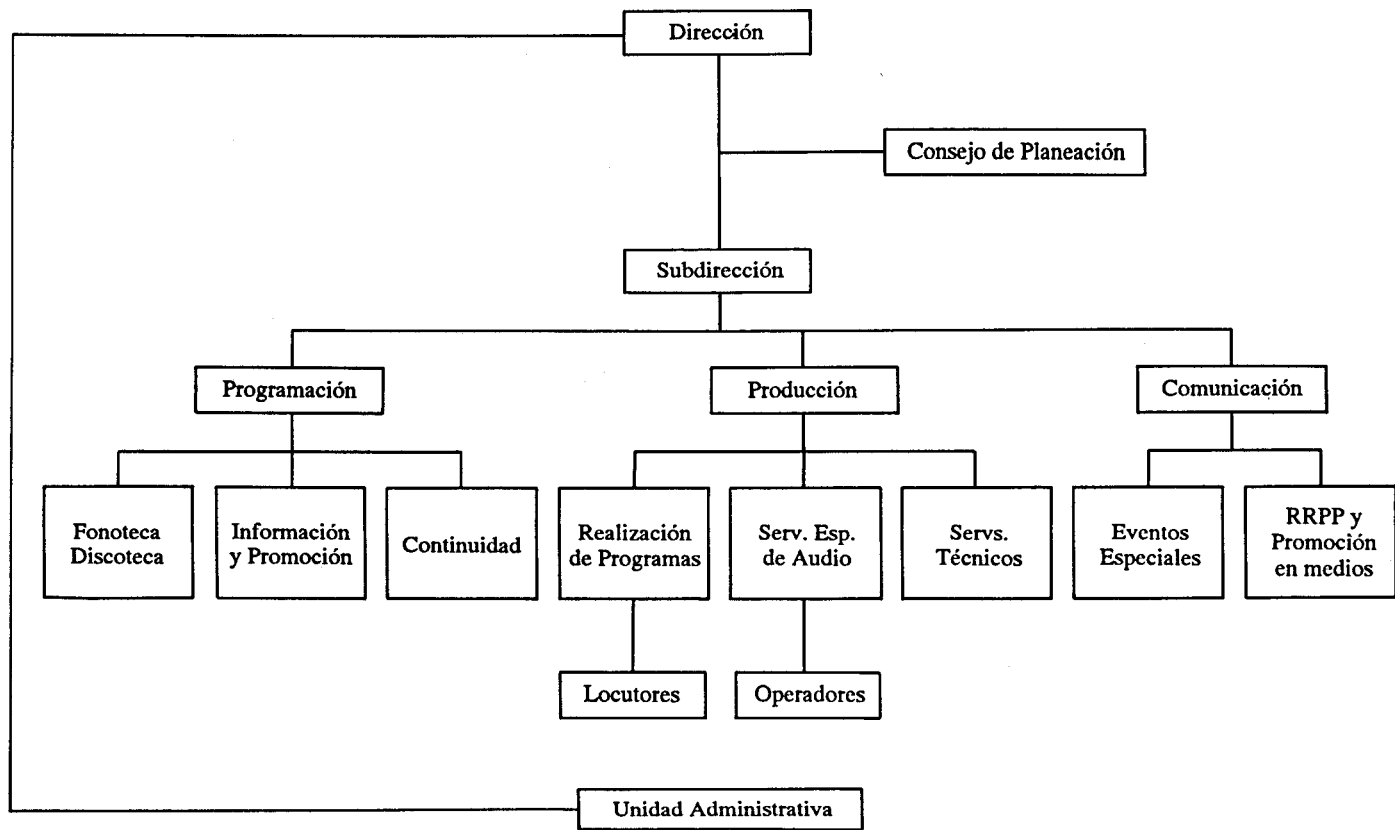 Dirección
Consejo de Planeación
Subdirección
Programación
Producción
Comunicación
Fonoteca
Discoteca
Información
y Promoción
Continuidad
Realización
de Programas
Serv. Esp.
de Audio
Servs.
Técnicos
Eventos
Especiales
RRPP y
Promoción
en medios
Locutores
Operadores
Unidad Administrativa